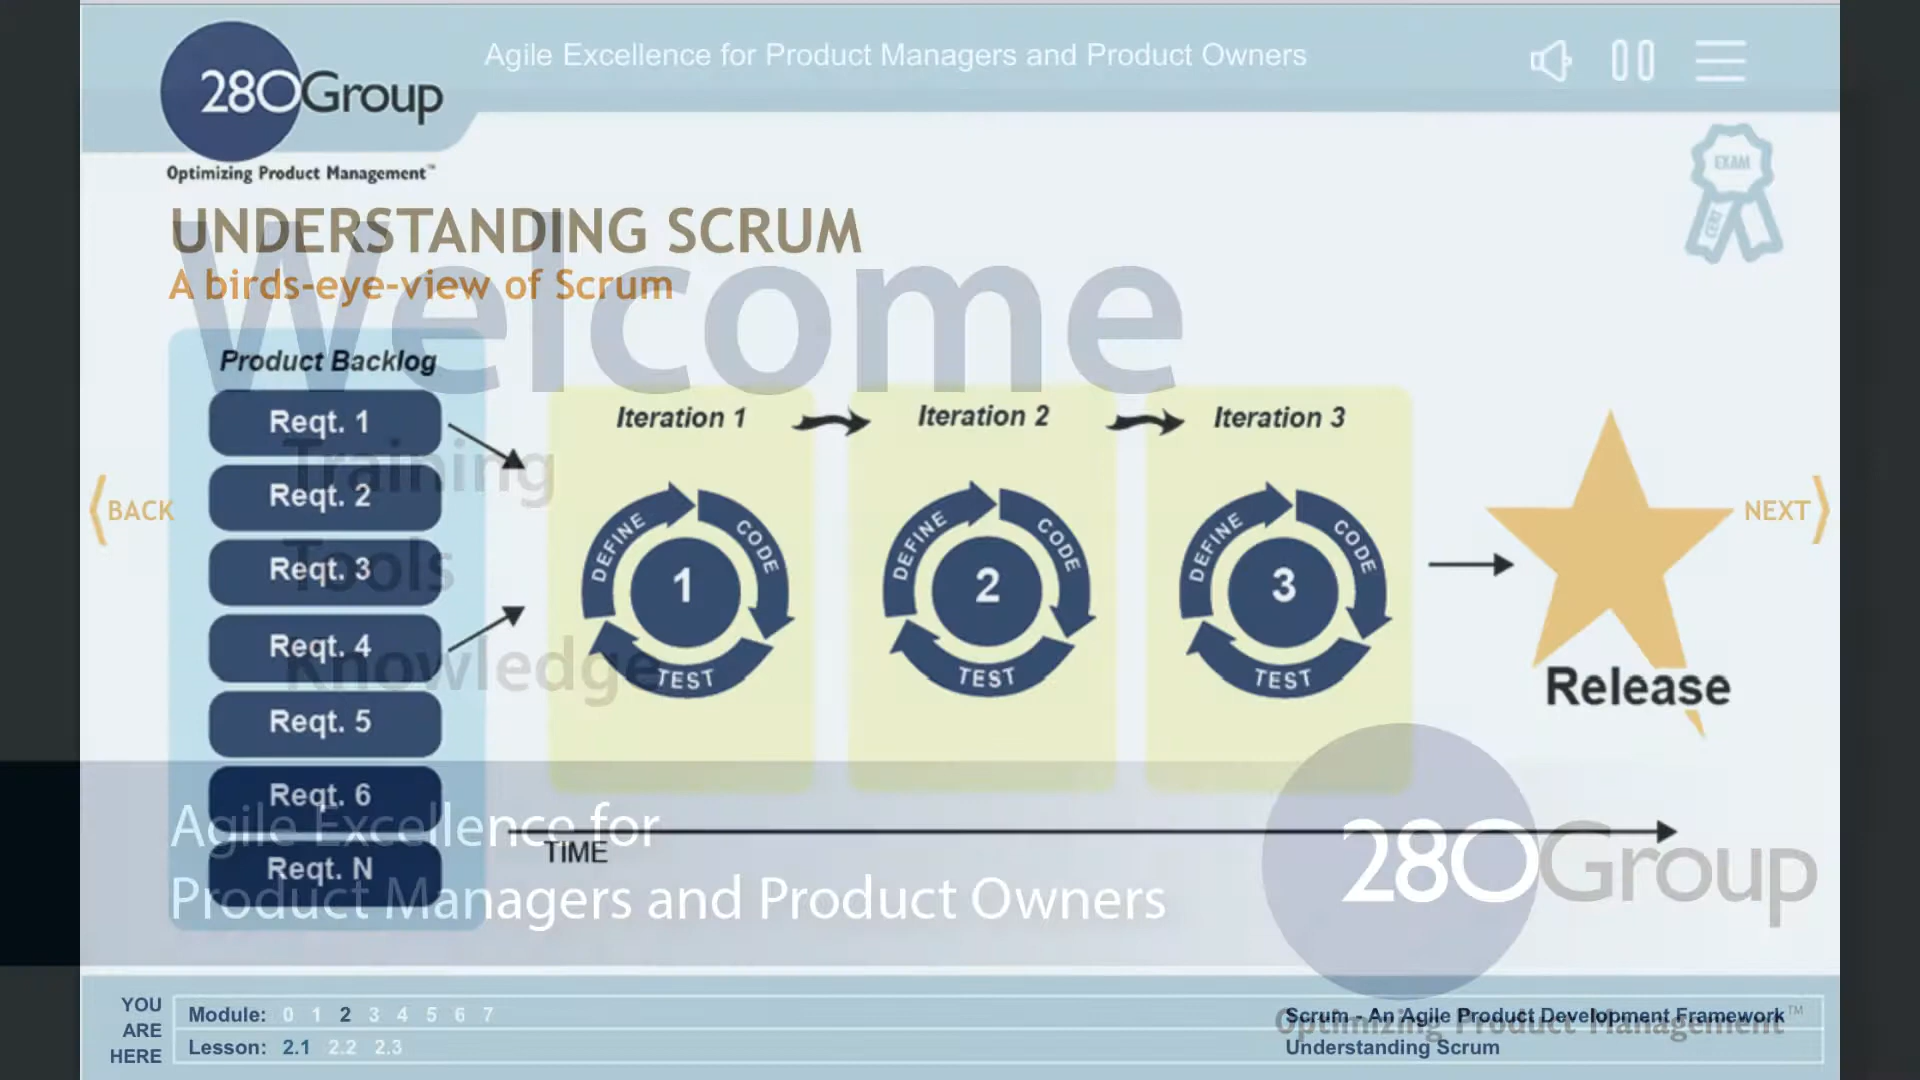 280Group
Agile Excellence for Product Managers and Product Owners
Optimizing Product Management™
EXAM
CERT
UNDERSTANDING SCRUM
A birds-eye-view of Scrum
Welcome
Product Backlog
Reqt. 1
Reqt. 2
Reqt. 3
Reqt. 4
Reqt. 5
Reqt. 6
Reqt. N
Training
Tools
Knowledge
Iteration 1
Iteration 2
Iteration 3
DEFINE
CODE
TEST
1
DEFINE
CODE
TEST
2
DEFINE
CODE
TEST
3
BACK
NEXT
Release
TIME
Agile Excellence for
Product Managers and Product Owners
280Group
Optimizing Product Management™
YOU
ARE
HERE
Module: 0 1 2 3 4 5 6 7
Lesson: 2.1 2.2 2.3
Scrum - An Agile Product Development Framework
Understanding Scrum